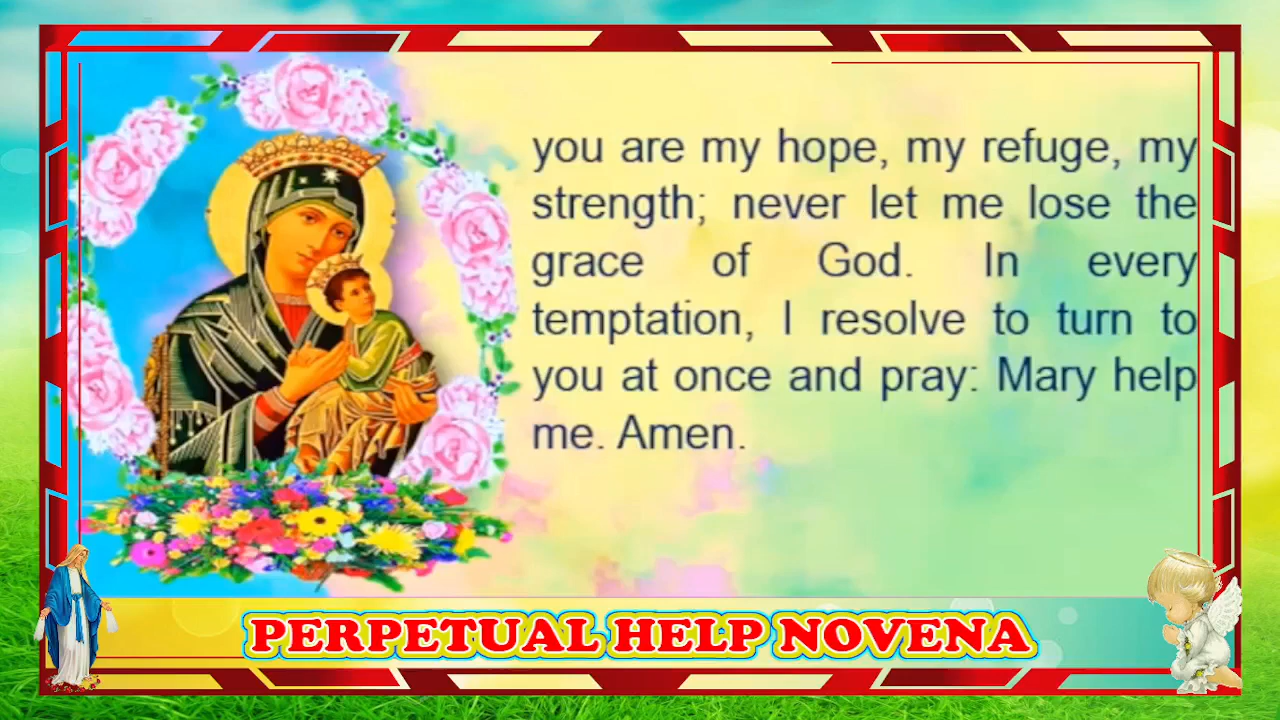 you are my hope, my refuge, my
strength; never let me lose the
grace of God. In every
temptation, I resolve to turn to
you at once and pray: Mary help
me. Amen.
PERPETUAL HELP NOVENA